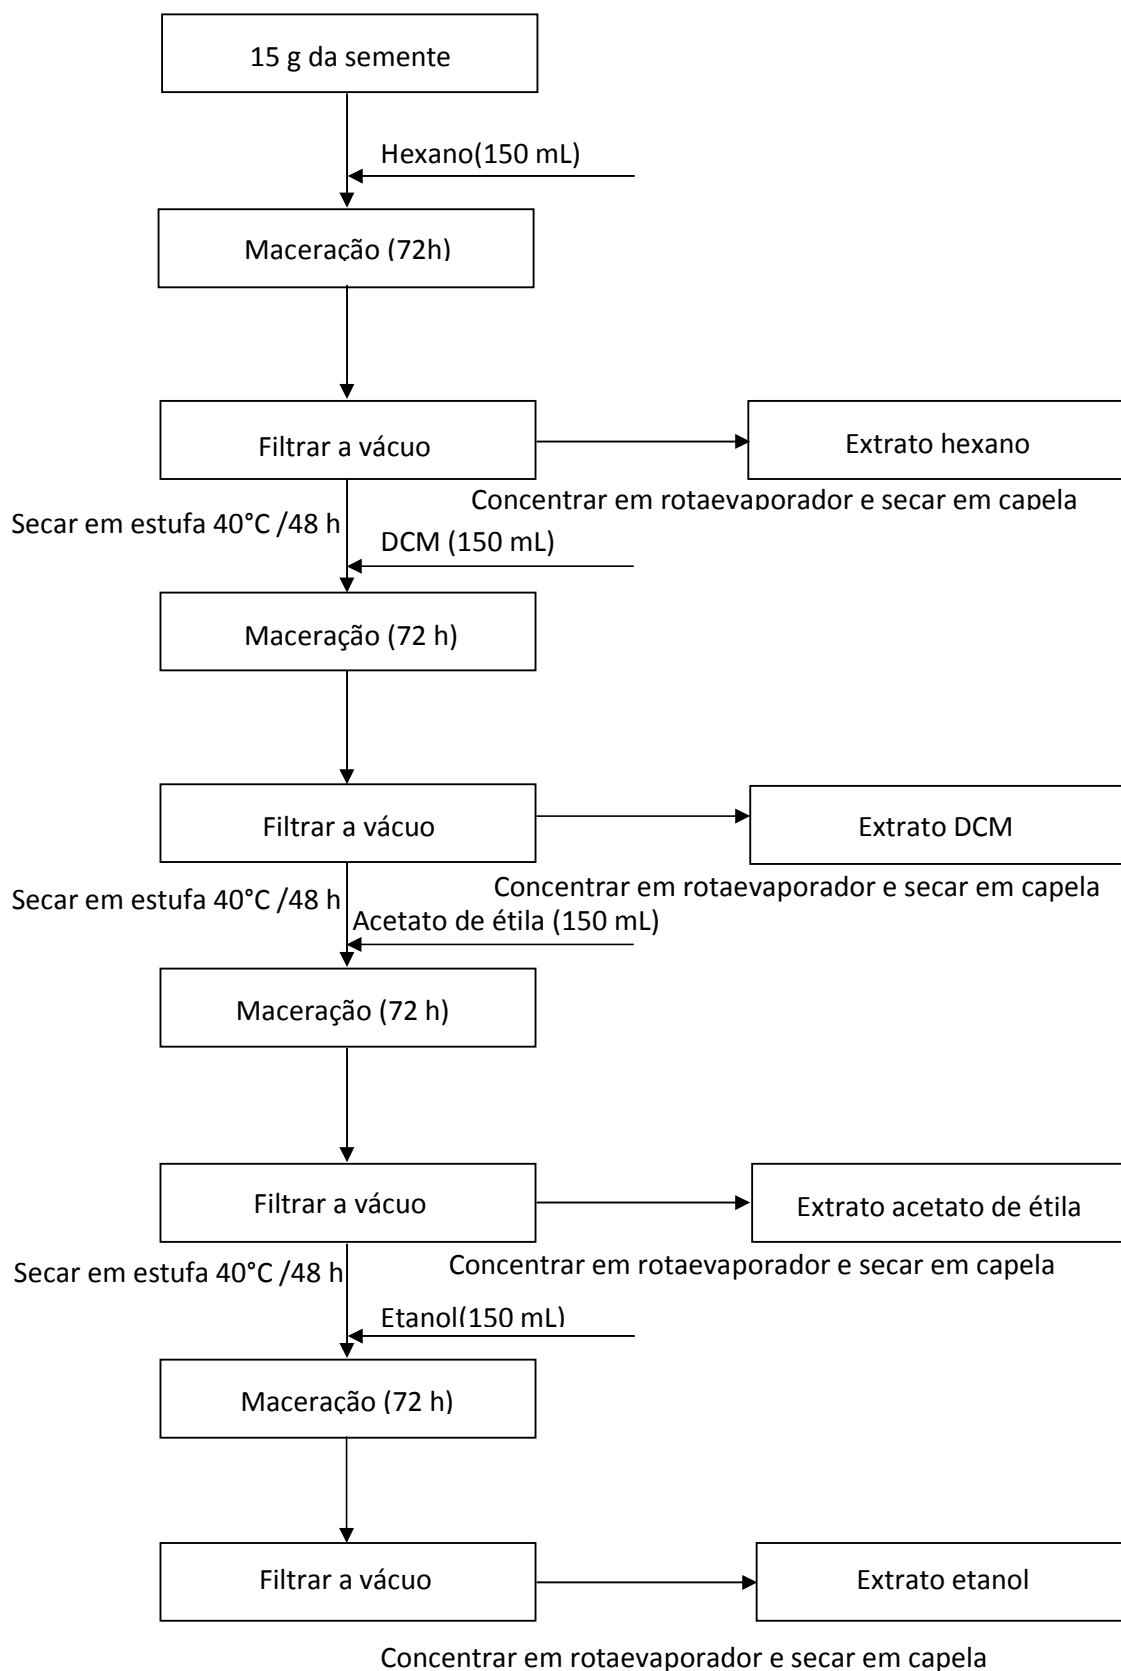 15 g da semente
Hexano(150 mL)
Maceração (72h)
Filtrar a vácuo
Extrato hexano
Concentrar em rotaevaporador e secar em capela
Secar em estufa 40°C /48 h
DCM (150 mL)
Maceração (72 h)
Filtrar a vácuo
Extrato DCM
Concentrar em rotaevaporador e secar em capela
Secar em estufa 40°C /48 h
Acetato de étila (150 mL)
Maceração (72 h)
Filtrar a vácuo
Extrato acetato de étila
Concentrar em rotaevaporador e secar em capela
Secar em estufa 40°C /48 h
Etanol(150 mL)
Maceração (72 h)
Filtrar a vácuo
Extrato etanol
Concentrar em rotaevaporador e secar em capela